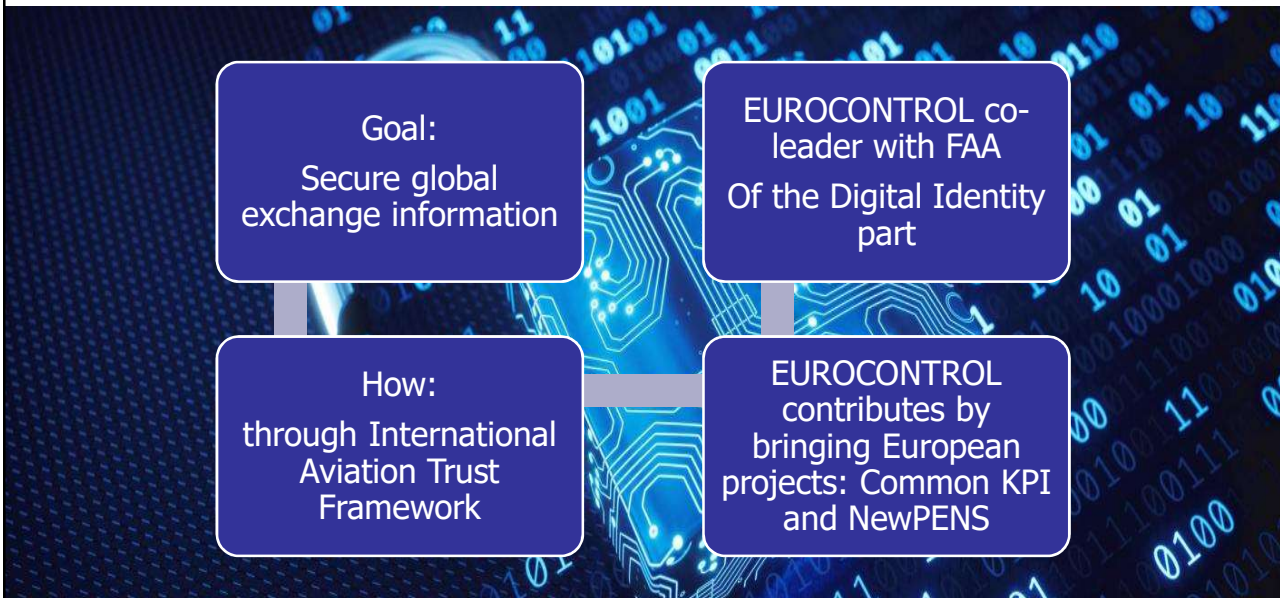 Goal:
Secure global
exchange information
How:
through International
Aviation Trust
Framework
EUROCONTROL
contributes by
bringing European
projects: Common KPI
and NewPENS
EUROCONTROL co-
leader with FAA
Of the Digital Identity
part